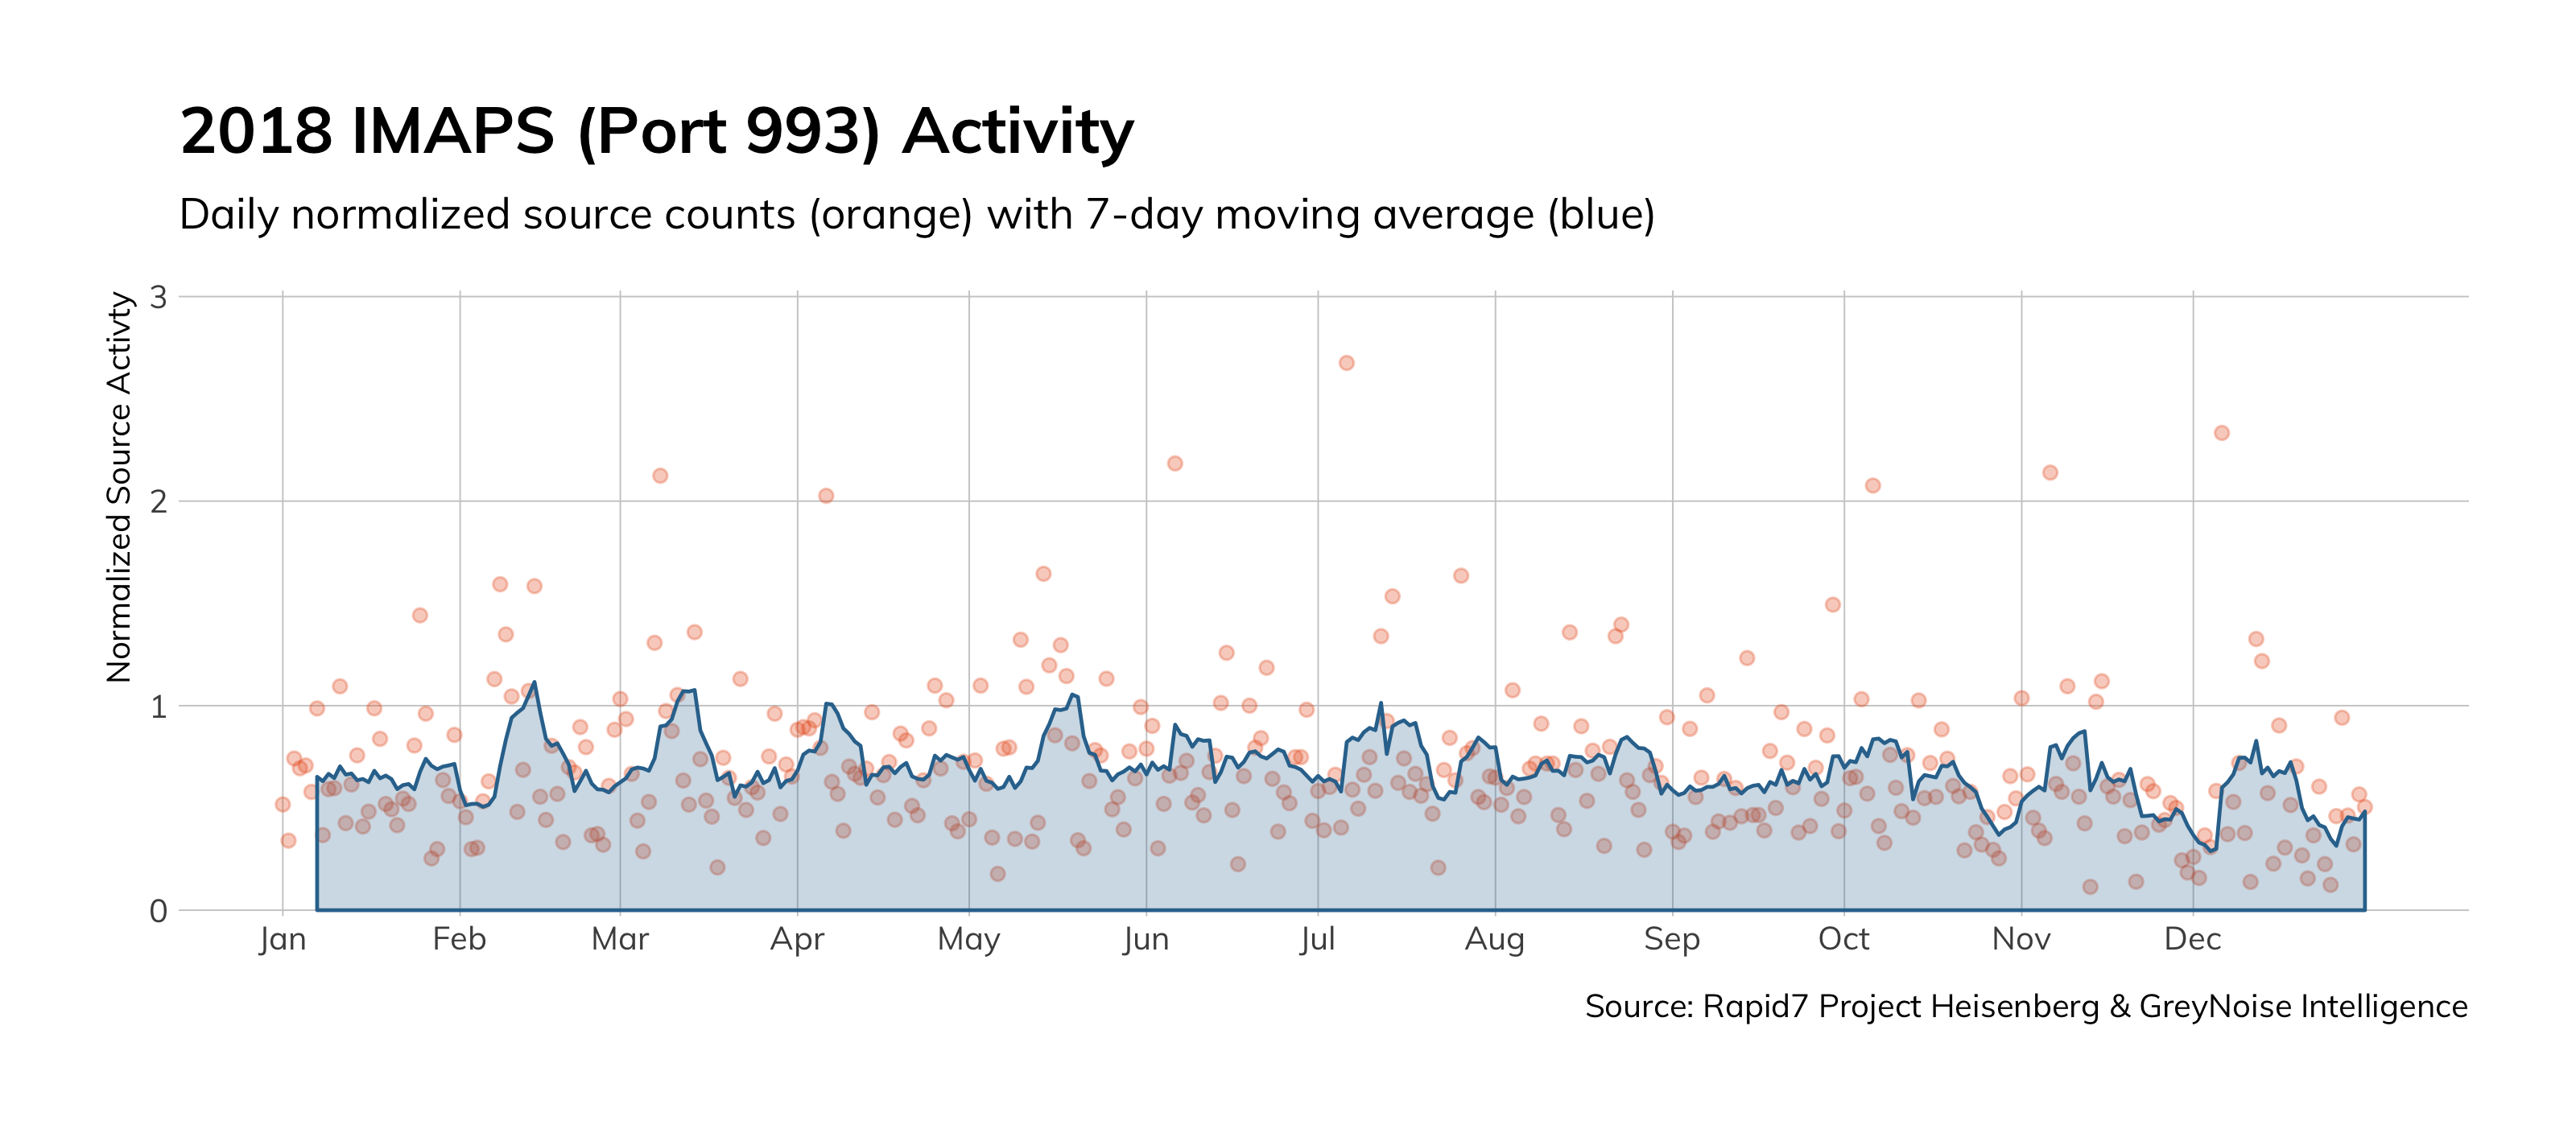 2018 IMAPS (Port 993) Activity
Daily normalized source counts (orange) with 7-day moving average (blue)
Normalized Source Activty
3
2
1
0
Jan Feb Mar Apr May Jun Jul Aug Sep Oct Nov Dec
Source: Rapid7 Project Heisenberg & GreyNoise Intelligence